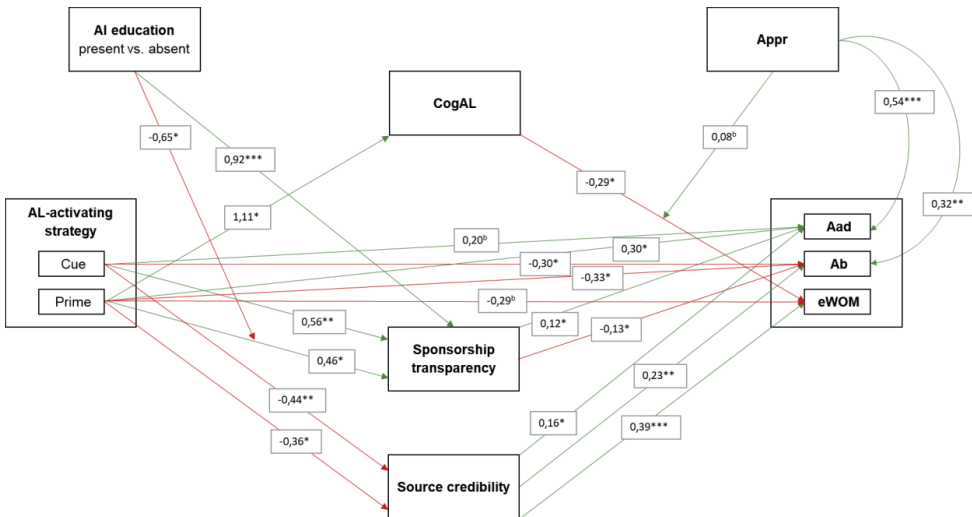 AI education
present vs. absent
Appr
CogAL
0,54***
-0,65*
0,08ᵇ
0,92***
-0,29*
0,32**
1,11*
AL-activating
strategy
Cue
Prime
Aad
Ab
eWOM
0,20ᵇ
0,30*
-0,30*
-0,33*
-0,29ᵇ
0,56**
0,12*
-0,13*
0,46*
Sponsorship
transparency
0,23**
-0,44**
0,16*
0,39***
-0,36*
Source credibility